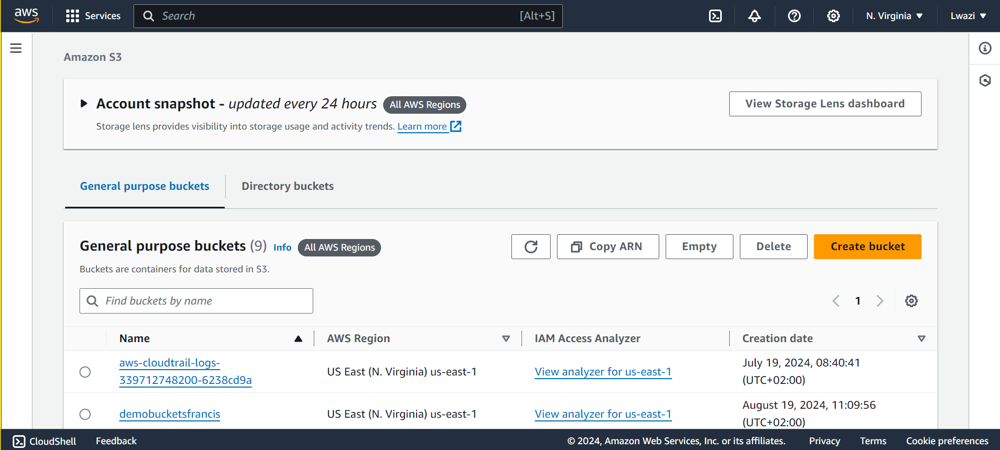 aws
Services
Search
[Alt+S]
N. Virginia
Lwazi
Amazon S3
Account snapshot - updated every 24 hours
All AWS Regions
View Storage Lens dashboard
Storage lens provides visibility into storage usage and activity trends. Learn more
General purpose buckets
Directory buckets
General purpose buckets (9) Info
All AWS Regions
Copy ARN
Empty
Delete
Create bucket
Buckets are containers for data stored in S3.
Find buckets by name
1
Name
AWS Region
IAM Access Analyzer
Creation date
aws-cloudtrail-logs-
339712748200-6238cd9a
US East (N. Virginia) us-east-1
View analyzer for us-east-1
July 19, 2024, 08:40:41
(UTC+02:00)
demobucketsfrancis
US East (N. Virginia) us-east-1
View analyzer for us-east-1
August 19, 2024, 11:09:56
(UTC+02:00)
CloudShell
Feedback
© 2024, Amazon Web Services, Inc. or its affiliates.
Privacy
Terms
Cookie preferences